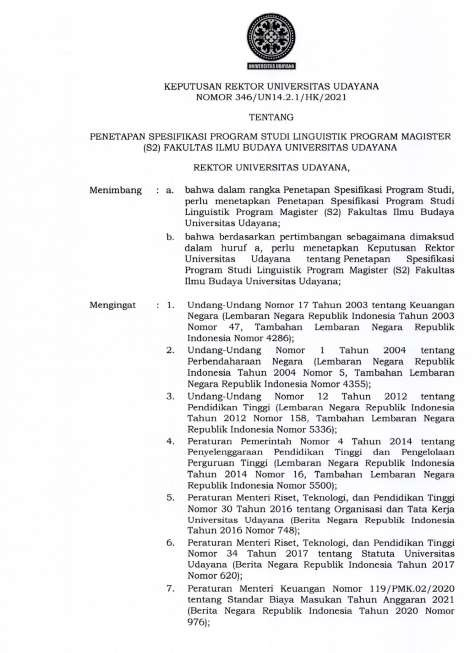 UNIVERSITAS UDAYANA
KEPUTUSAN REKTOR UNIVERSITAS UDAYANA
NOMOR 346/UN14.2.1/HK/2021
TENTANG
PENETAPAN SPESIFIKASI PROGRAM STUDI LINGUISTIK PROGRAM MAGISTER
(S2) FAKULTAS ILMU BUDAYA UNIVERSITAS UDAYANA
REKTOR UNIVERSITAS UDAYANA,
Menimbang : a. bahwa dalam rangka Penetapan Spesifikasi Program Studi,
perlu menetapkan Penetapan Spesifikasi Program Studi
Linguistik Program Magister (S2) Fakultas Ilmu Budaya
Universitas Udayana;
b. bahwa berdasarkan pertimbangan sebagaimana dimaksud
dalam huruf a, perlu menetapkan Keputusan Rektor
Universitas Udayana tentang Penetapan Spesifikasi
Program Studi Linguistik Program Magister (S2) Fakultas
Ilmu Budaya Universitas Udayana;
Mengingat : 1. Undang-Undang Nomor 17 Tahun 2003 tentang Keuangan
Negara (Lembaran Negara Republik Indonesia Tahun 2003
Nomor 47, Tambahan Lembaran Negara Republik
Indonesia Nomor 4286);
2. Undang-Undang Nomor 1 Tahun 2004 tentang
Perbendaharaan Negara (Lembaran Negara Republik
Indonesia Tahun 2004 Nomor 5, Tambahan Lembaran
Negara Republik Indonesia Nomor 4355);
3. Undang-Undang Nomor 12 Tahun 2012 tentang
Pendidikan Tinggi (Lembaran Negara Republik Indonesia
Tahun 2012 Nomor 158, Tambahan Lembaran Negara
Republik Indonesia Nomor 5336);
4. Peraturan Pemerintah Nomor 4 Tahun 2014 tentang
Penyelenggaraan Pendidikan Tinggi dan Pengelolaan
Perguruan Tinggi (Lembaran Negara Republik Indonesia
Tahun 2014 Nomor 16, Tambahan Lembaran Negara
Republik Indonesia Nomor 5500);
5. Peraturan Menteri Riset, Teknologi, dan Pendidikan Tinggi
Nomor 30 Tahun 2016 tentang Organisasi dan Tata Kerja
Universitas Udayana (Berita Negara Republik Indonesia
Tahun 2016 Nomor 748);
6. Peraturan Menteri Riset, Teknologi, dan Pendidikan Tinggi
Nomor 34 Tahun 2017 tentang Statuta Universitas
Udayana (Berita Negara Republik Indonesia Tahun 2017
Nomor 620);
7. Peraturan Menteri Keuangan Nomor 119/PMK.02/2020
tentang Standar Biaya Masukan Tahun Anggaran 2021
(Berita Negara Republik Indonesia Tahun 2020 Nomor
976);